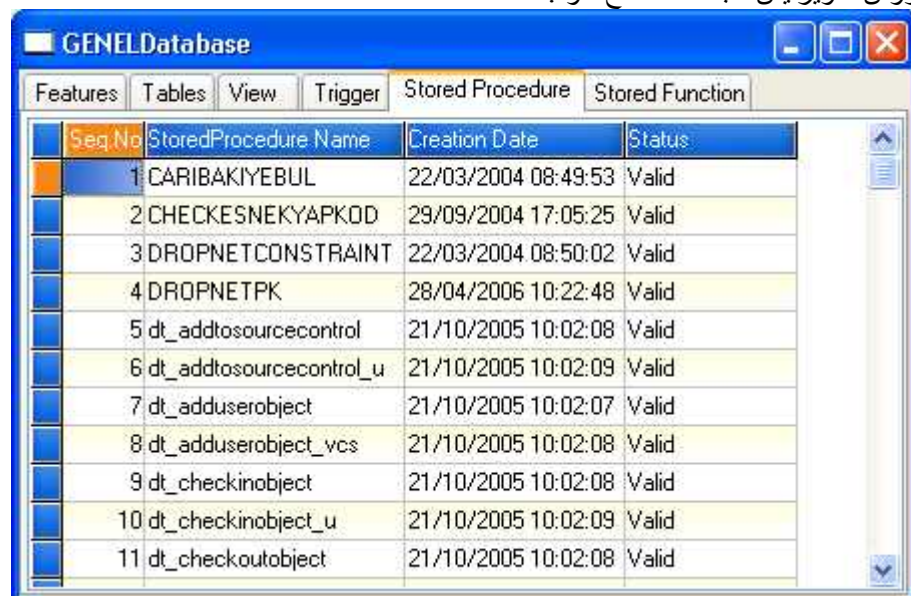 GENELDatabase
Features Tables View Trigger Stored Procedure Stored Function
Seq.No StoredProcedure Name Creation Date Status
1 CARIBAKIYEBUL 22/03/2004 08:49:53 Valid
2 CHECKESNEKYAPKOD 29/09/2004 17:05:25 Valid
3 DROPNETCONSTRAINT 22/03/2004 08:50:02 Valid
4 DROPNETPK 28/04/2006 10:22:48 Valid
5 dt_addtosourcecontrol 21/10/2005 10:02:08 Valid
6 dt_addtosourcecontrol_u 21/10/2005 10:02:09 Valid
7 dt_adduserobject 21/10/2005 10:02:07 Valid
8 dt_adduserobject_vcs 21/10/2005 10:02:08 Valid
9 dt_checkinobject 21/10/2005 10:02:08 Valid
10 dt_checkinobject_u 21/10/2005 10:02:09 Valid
11 dt_checkoutobject 21/10/2005 10:02:08 Valid